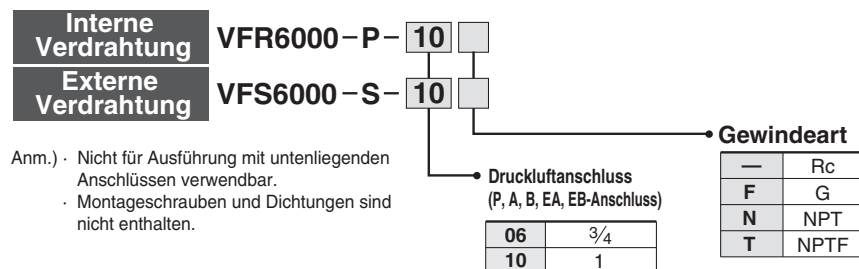 Interne Verdrahtung VFR6000－P－10
Externe Verdrahtung VFS6000－S－10
Anm.) · Nicht für Ausführung mit untenliegenden
Anschlüssen verwendbar.
· Montageschrauben und Dichtungen sind
nicht enthalten.
Druckluftanschluss
(P, A, B, EA, EB-Anschluss)
06 3/4
10 1
Gewindeart
— Rc
F G
N NPT
T NPTF